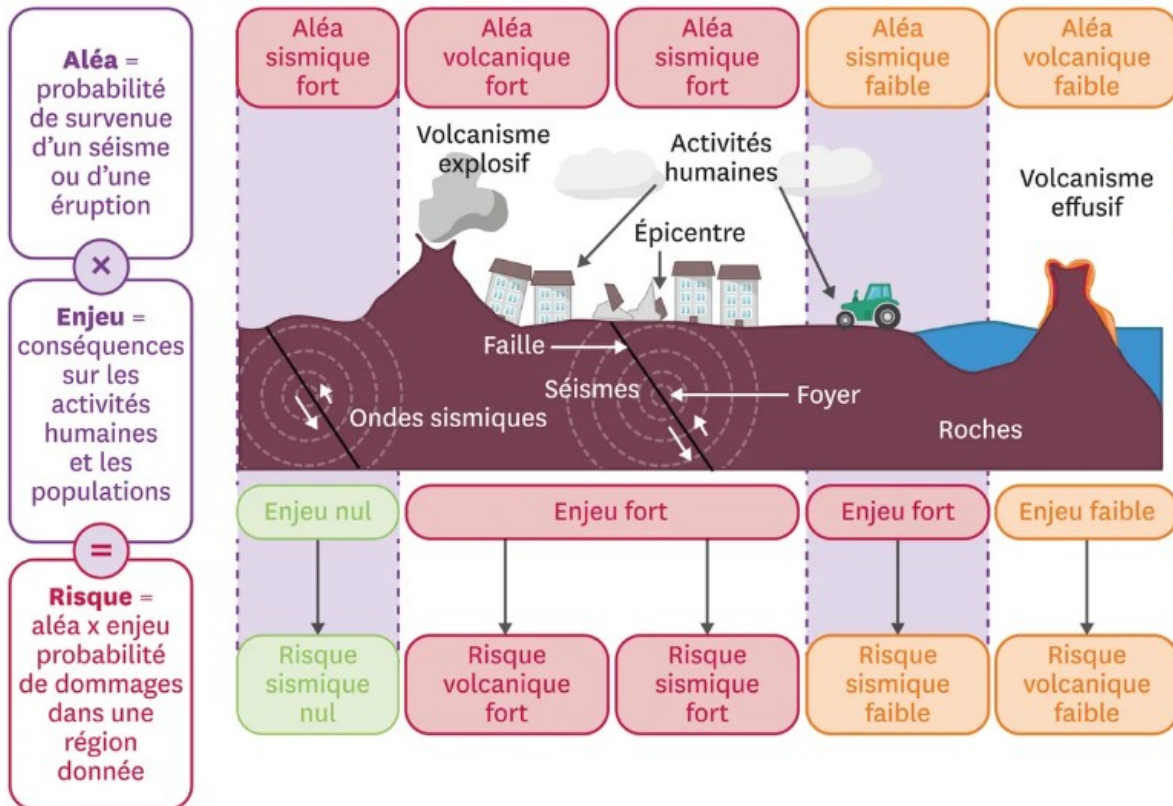 Aléa =
probabilité
de survenue
d'un séisme
ou d'une
éruption
×
Enjeu =
conséquences
sur les
activités
humaines
et les
populations
=
Risque =
aléa x enjeu
probabilité
de dommages
dans une
région
donnée
Aléa
sismique
fort
Aléa
volcanique
fort
Aléa
sismique
fort
Aléa
sismique
faible
Aléa
volcanique
faible
Volcanisme
explosif
Activités
humaines
Épicentre
Volcanisme
effusif
Faille
Séismes
Foyer
Ondes sismiques
Roches
Enjeu nul
Enjeu fort
Enjeu fort
Enjeu faible
Risque
sismique
nul
Risque
volcanique
fort
Risque
sismique
fort
Risque
sismique
faible
Risque
volcanique
faible